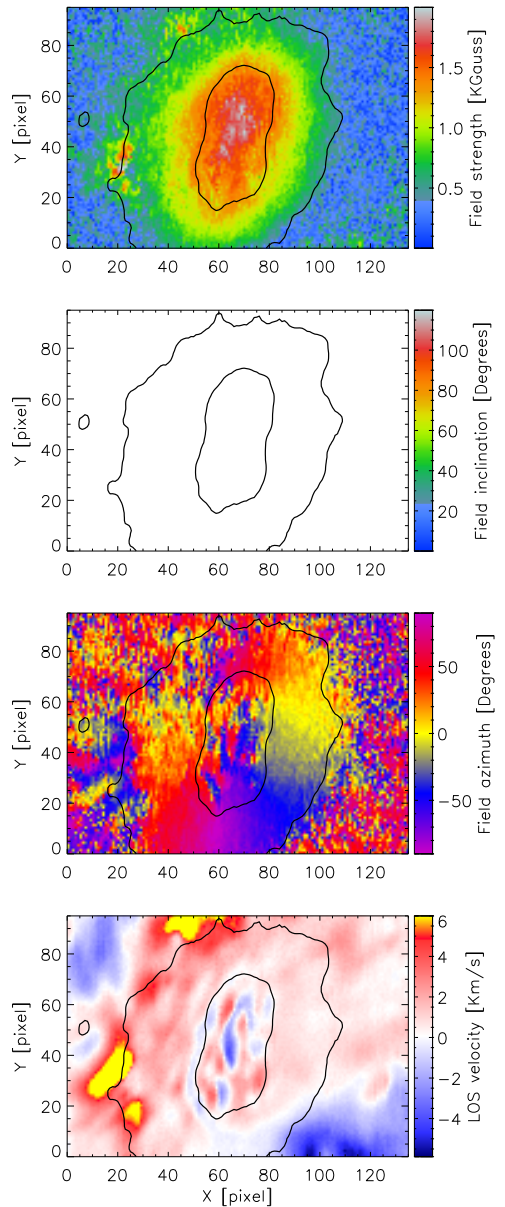 80
60
40
20
0
Y [pixel]
0 20 40 60 80 100 120
1.5
1.0
0.5
Field strength [KGauss]
80
60
40
20
0
Y [pixel]
0 20 40 60 80 100 120
100
80
60
40
20
Field inclination [Degrees]
80
60
40
20
0
Y [pixel]
0 20 40 60 80 100 120
50
0
−50
Field azimuth [Degrees]
80
60
40
20
0
Y [pixel]
0 20 40 60 80 100 120
X [pixel]
6
4
2
0
−2
−4
LOS velocity [Km/s]